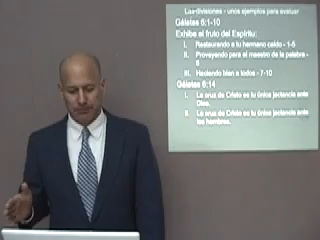 Las divisiones - unos ejemplos para evaluar
Gálatas 6:1-10
Exhibe el fruto del Espíritu:
I. Restaurando a tu hermano caído - 1-5
II. Proveyendo para el maestro de la palabra -
6
III. Haciendo bien a todos - 7-10
Gálatas 6:14
I. La cruz de Cristo es tu única jactancia ante
Dios.
II. La cruz de Cristo es tu única jactancia ante
los hombres.